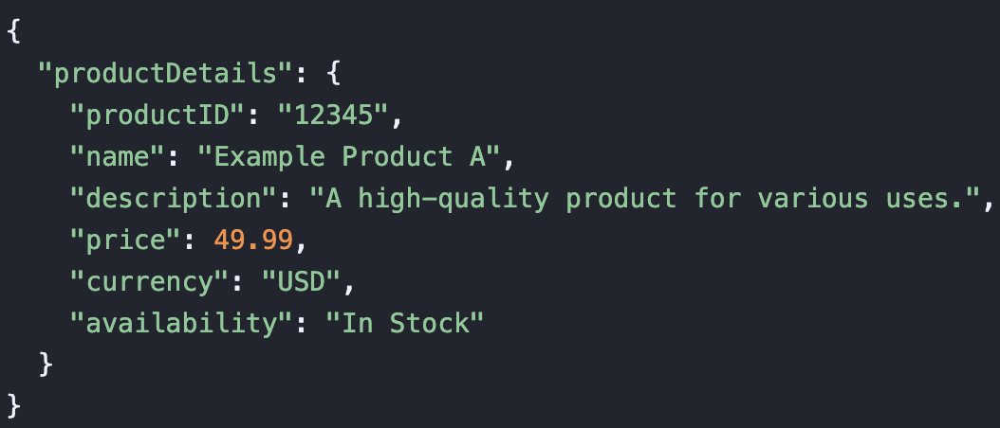 {
  "productDetails": {
    "productID": "12345",
    "name": "Example Product A",
    "description": "A high-quality product for various uses.",
    "price": 49.99,
    "currency": "USD",
    "availability": "In Stock"
  }
}